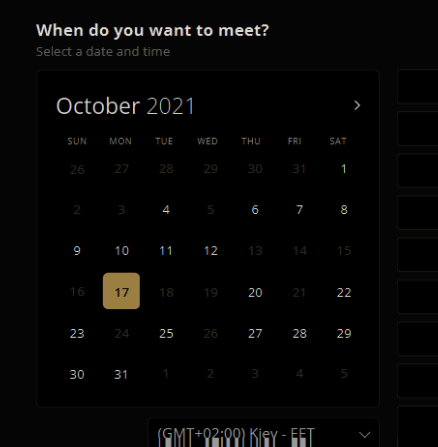 When do you want to meet?
Select a date and time
October 2021
SUN MON TUE WED THU FRI SAT
26 27 28 29 30 31 1
2 3 4 5 6 7 8
9 10 11 12 13 14 15
16 17 18 19 20 21 22
23 24 25 26 27 28 29
30 31 1 2 3 4 5
(GMT+02:00) Kiev - EET